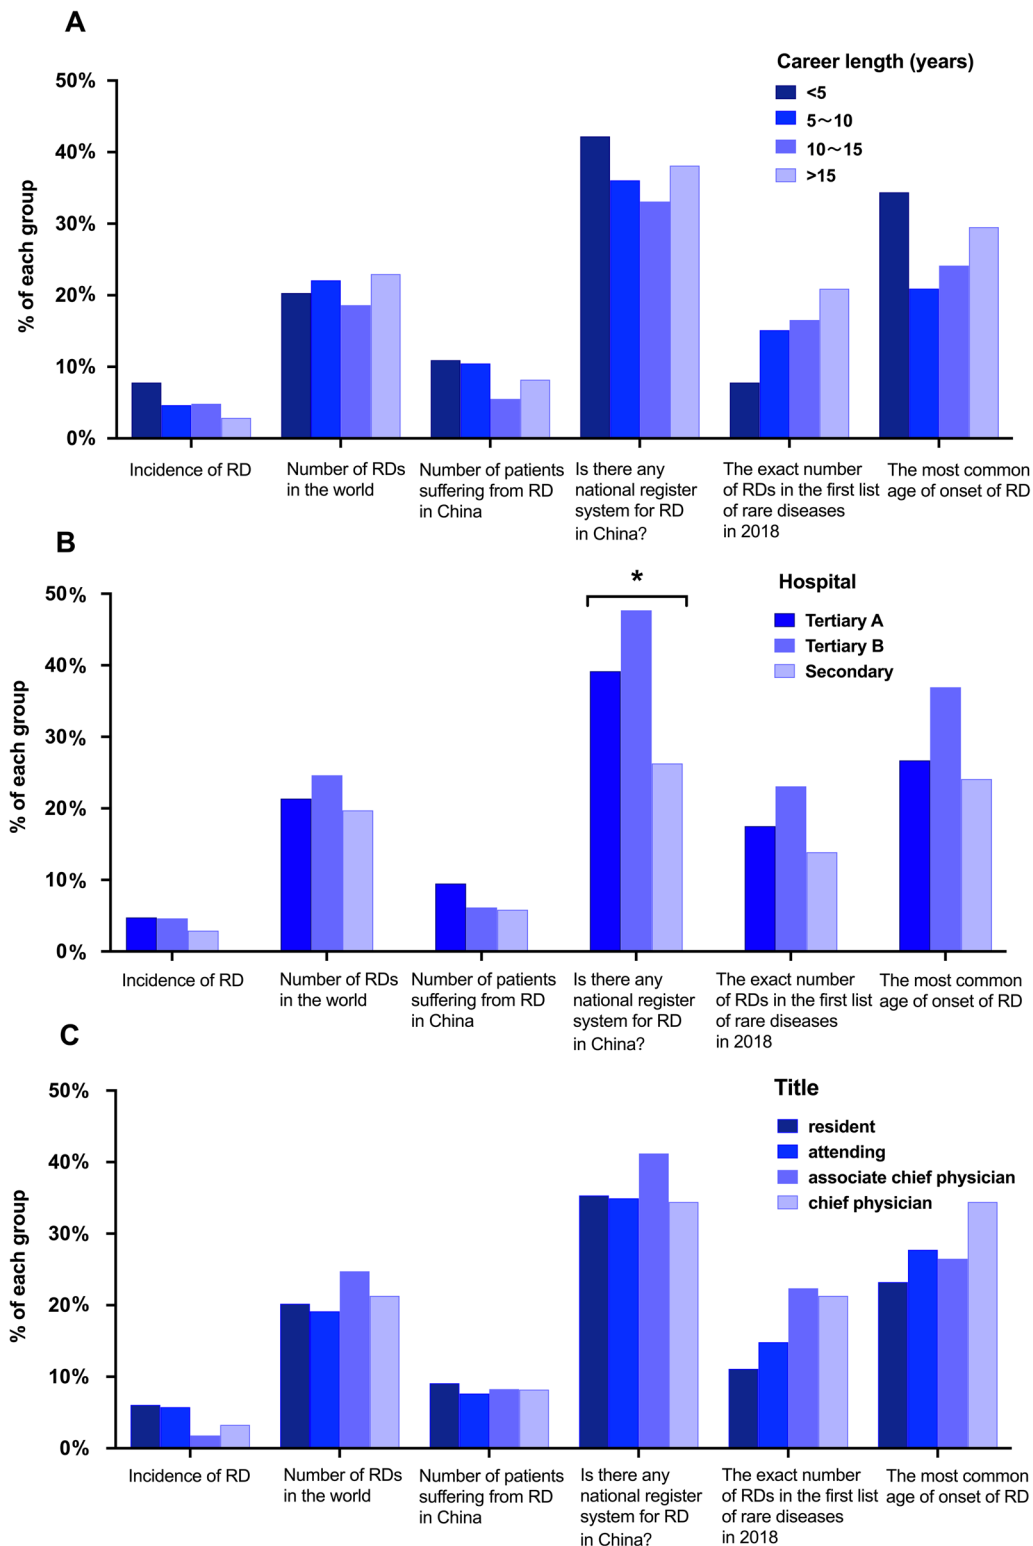 A
Career length (years)
<5
5～10
10～15
>15
% of each group
50%
40%
30%
20%
10%
0%
Incidence of RD
Number of RDs
in the world
Number of patients
suffering from RD
in China
Is there any
national register
system for RD
in China?
The exact number
of RDs in the first list
of rare diseases
in 2018
The most common
age of onset of RD
B
Hospital
Tertiary A
Tertiary B
Secondary
*
% of each group
50%
40%
30%
20%
10%
0%
Incidence of RD
Number of RDs
in the world
Number of patients
suffering from RD
in China
Is there any
national register
system for RD
in China?
The exact number
of RDs in the first list
of rare diseases
in 2018
The most common
age of onset of RD
C
Title
resident
attending
associate chief physician
chief physician
% of each group
50%
40%
30%
20%
10%
0%
Incidence of RD
Number of RDs
in the world
Number of patients
suffering from RD
in China
Is there any
national register
system for RD
in China?
The exact number
of RDs in the first list
of rare diseases
in 2018
The most common
age of onset of RD